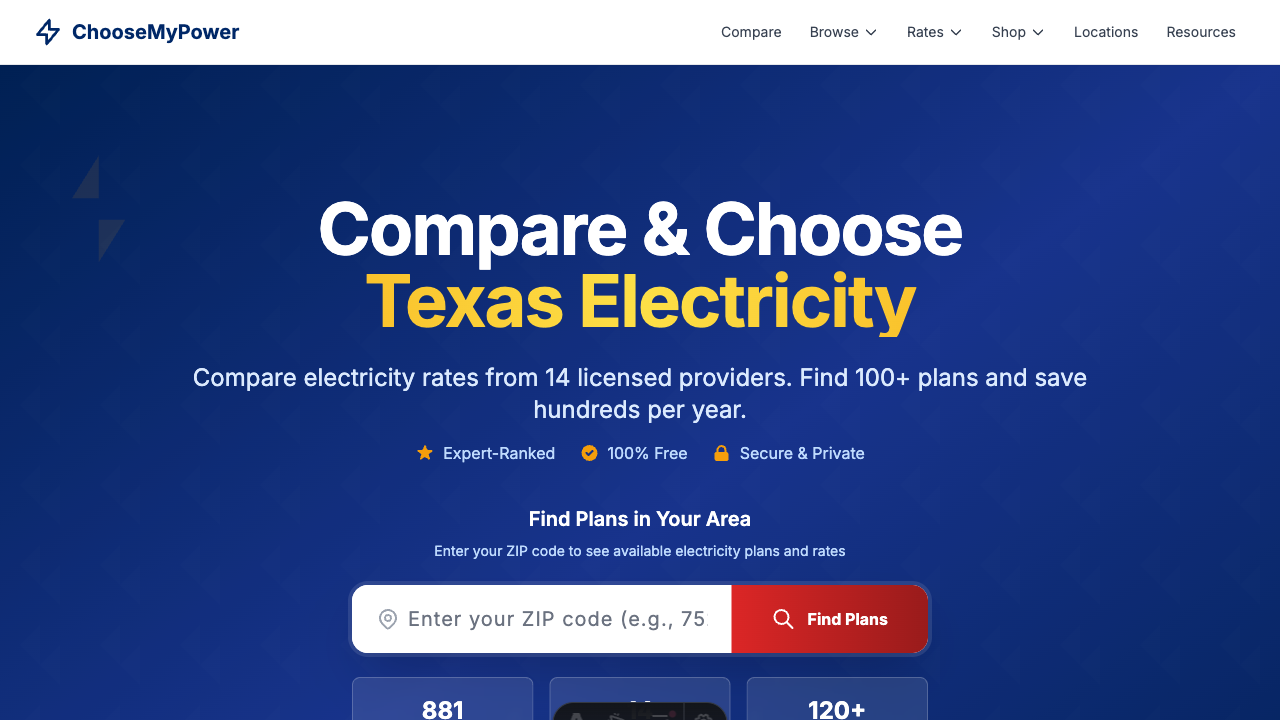 ChooseMyPower
Compare Browse Rates Shop Locations Resources
Compare & Choose
Texas Electricity
Compare electricity rates from 14 licensed providers. Find 100+ plans and save
hundreds per year.
Expert-Ranked 100% Free Secure & Private
Find Plans in Your Area
Enter your ZIP code to see available electricity plans and rates
Enter your ZIP code (e.g., 75
Find Plans
881 120+